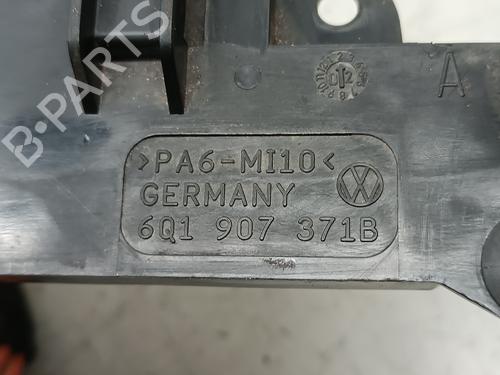 B-PARTS
A
>PA6-MI10<
GERMANY
6Q1 907 371B